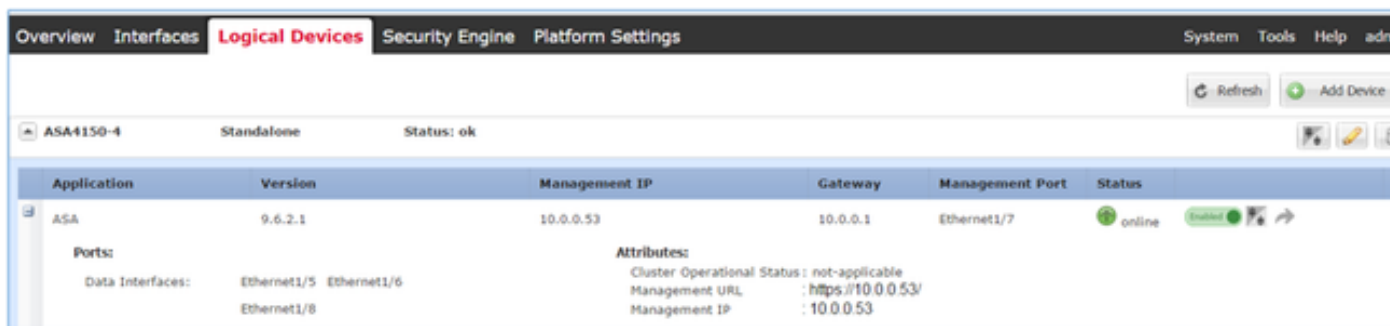 Overview Interfaces Logical Devices Security Engine Platform Settings System Tools Help
Refresh Add Device
ASA4150-4 Standalone Status: ok
Application Version Management IP Gateway Management Port Status
ASA 9.6.2.1 10.0.0.53 10.0.0.1 Ethernet1/7 online Enabled
Ports: Attributes:
Cluster Operational Status : not-applicable
Data Interfaces: Ethernet1/5 Ethernet1/6
Management URL : https://10.0.0.53/
Ethernet1/8 Management IP : 10.0.0.53